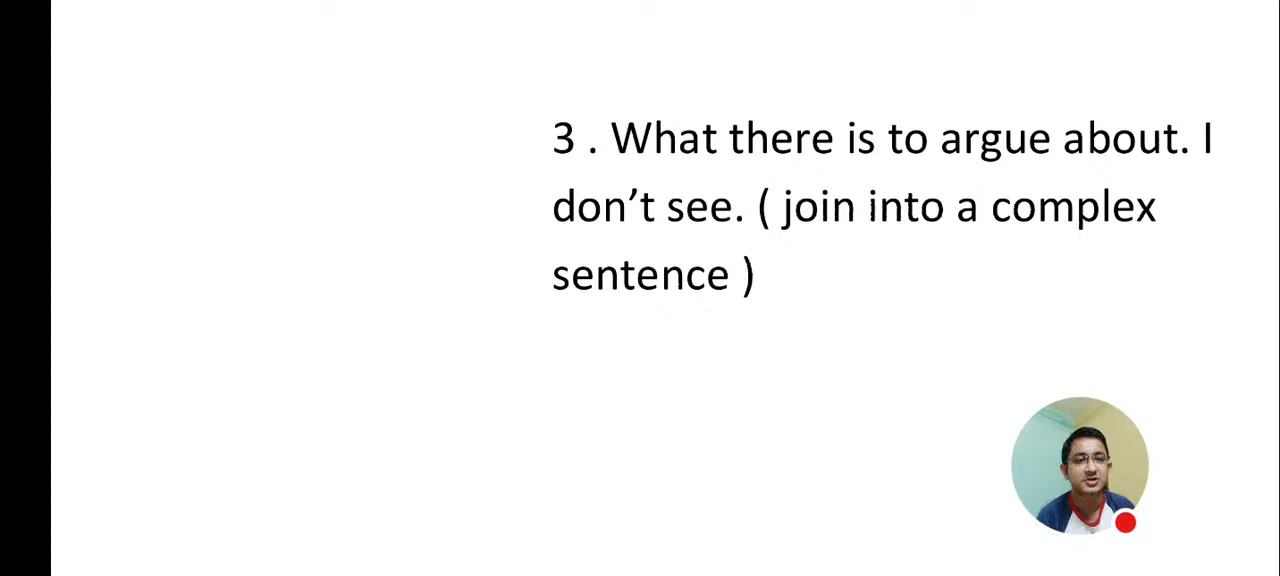 3 . What there is to argue about. I
don’t see. ( join into a complex
sentence )